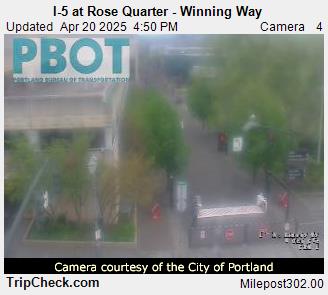 I-5 at Rose Quarter - Winning Way
Updated  Apr 20 2025  4:50 PM
Camera  4
PBOT
PORTLAND BUREAU OF TRANSPORTATION
Camera courtesy of the City of Portland
TripCheck.com
Milepost302.00